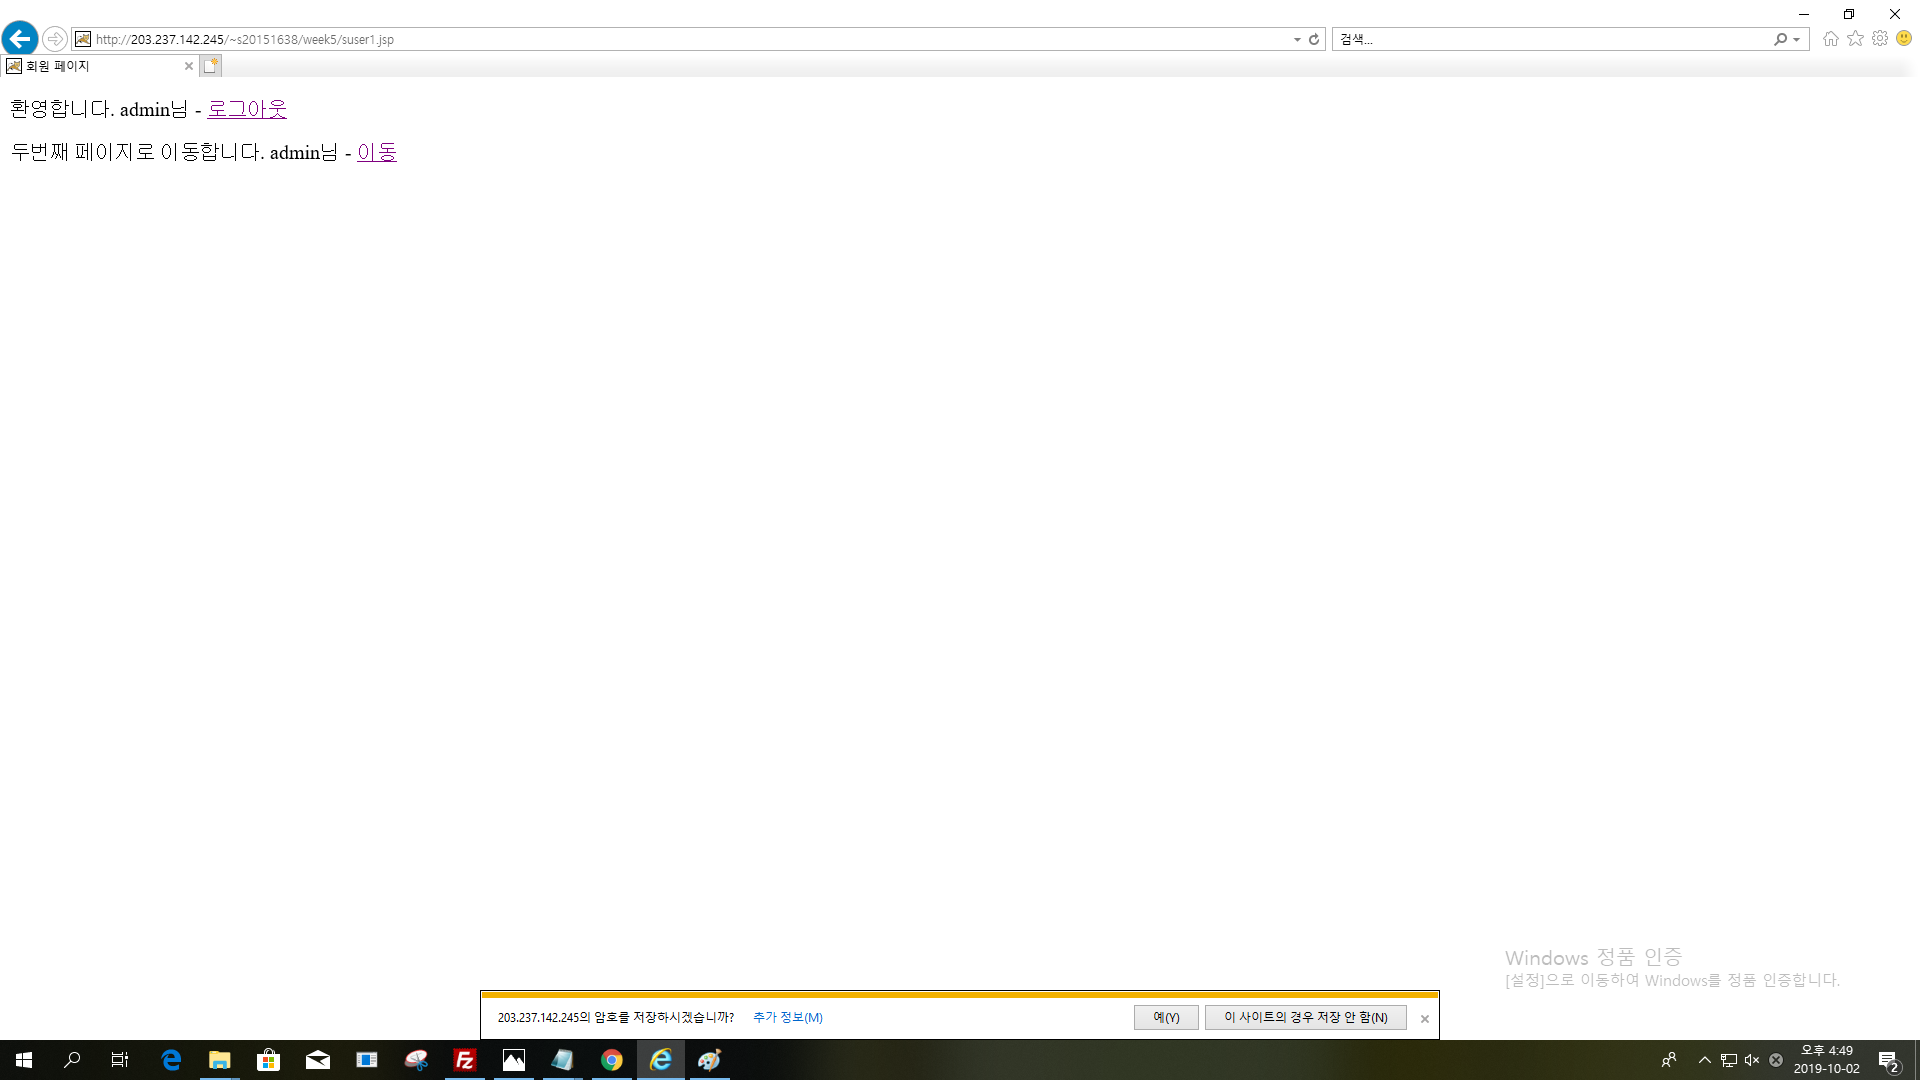 http://203.237.142.245/~s20151638/week5/suser1.jsp
검색...
회원 페이지
환영합니다. admin님 - 로그아웃
두번째 페이지로 이동합니다. admin님 - 이동
Windows 정품 인증
[설정]으로 이동하여 Windows를 정품 인증합니다.
203.237.142.245의 암호를 저장하시겠습니까? 추가 정보(M) 예(Y) 이 사이트의 경우 저장 안 함(N)
오후 4:49
2019-10-02
2